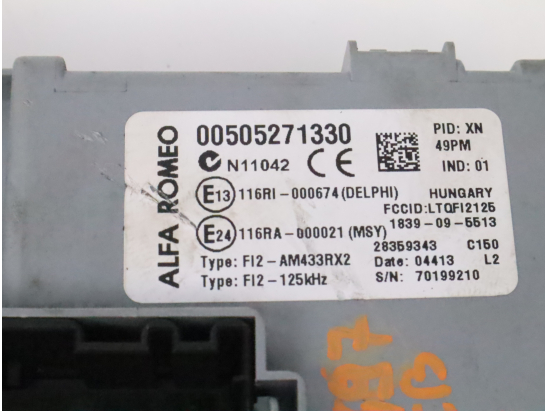 ALFA ROMEO
00505271330
PID: XN
49PM
N11042 CE
IND: 01
E13 116RI-000674 (DELPHI)
HUNGARY
FCCID:LTQFI2125
E24 116RA-000021 (MSY)
1839-09-5513
28359343 C150
Type: FI2-AM433RX2
Date: 04413 L2
Type: FI2-125kHz
S/N: 70199210